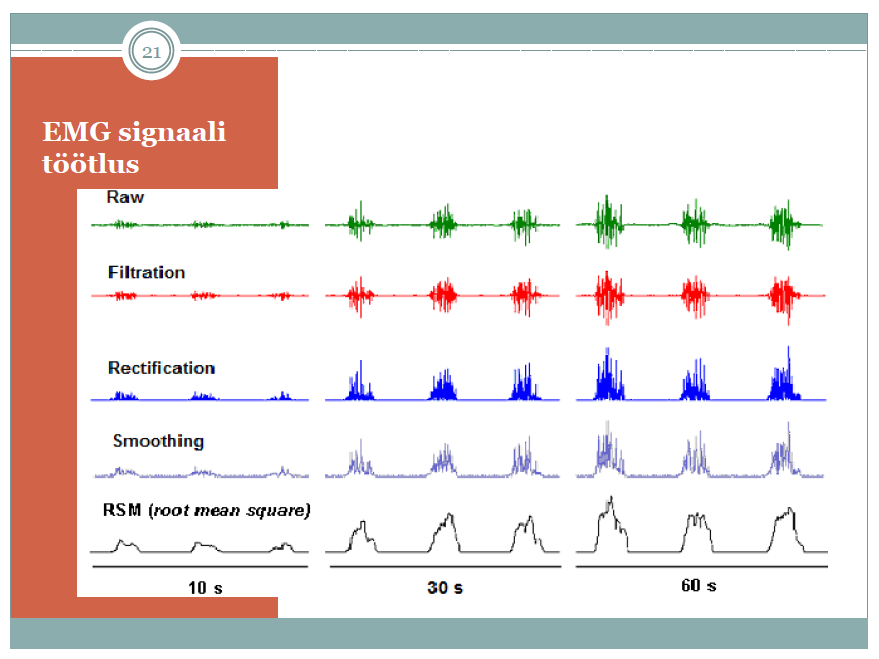 21
EMG signaali
töötlus
Raw
Filtration
Rectification
Smoothing
RSM (root mean square)
10 s
30 s
60 s